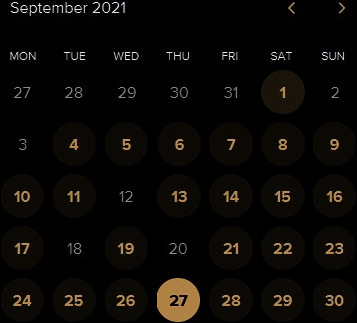 September 2021
MON TUE WED THU FRI SAT SUN
27 28 29 30 31 1 2
3 4 5 6 7 8 9
10 11 12 13 14 15 16
17 18 19 20 21 22 23
24 25 26 27 28 29 30